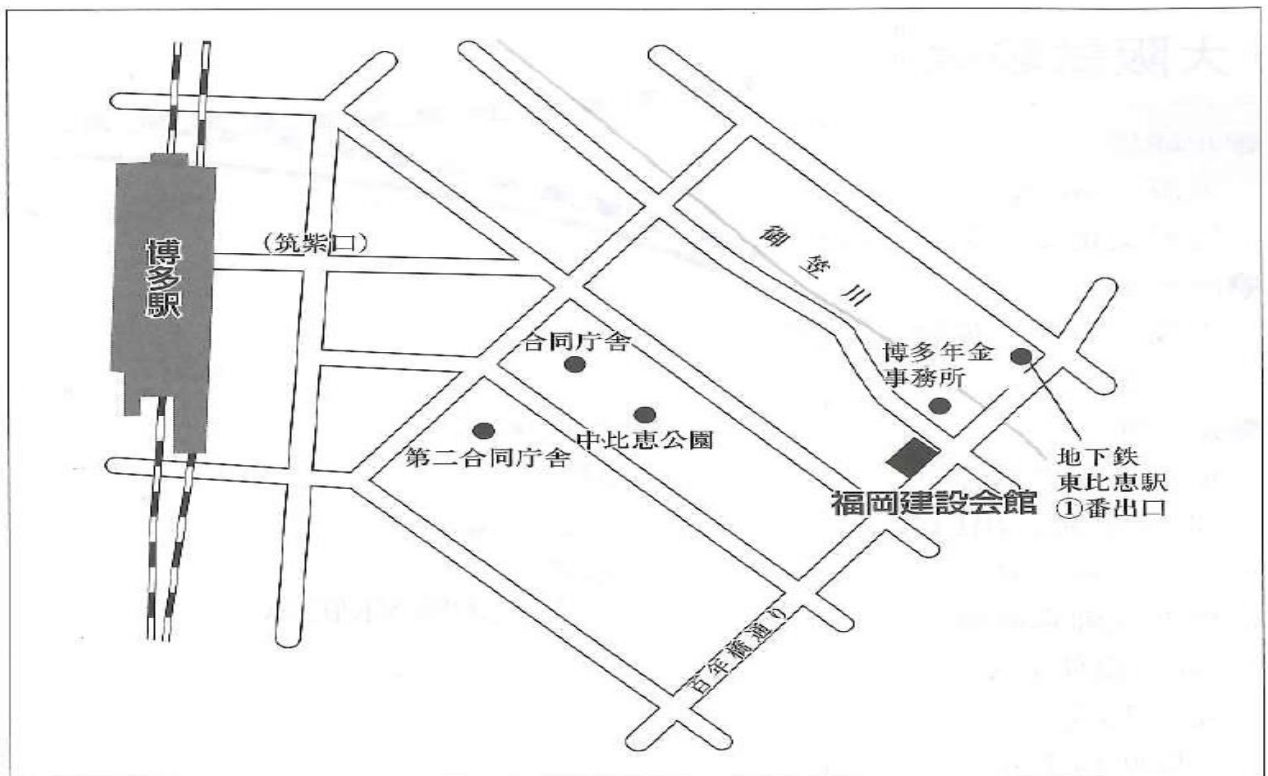 博多駅
(筑紫口)
御笠川
合同庁舎
第二合同庁舎
中比恵公園
博多年金
事務所
福岡建設会館
地下鉄
東比恵駅
①番出口
百年橋通り